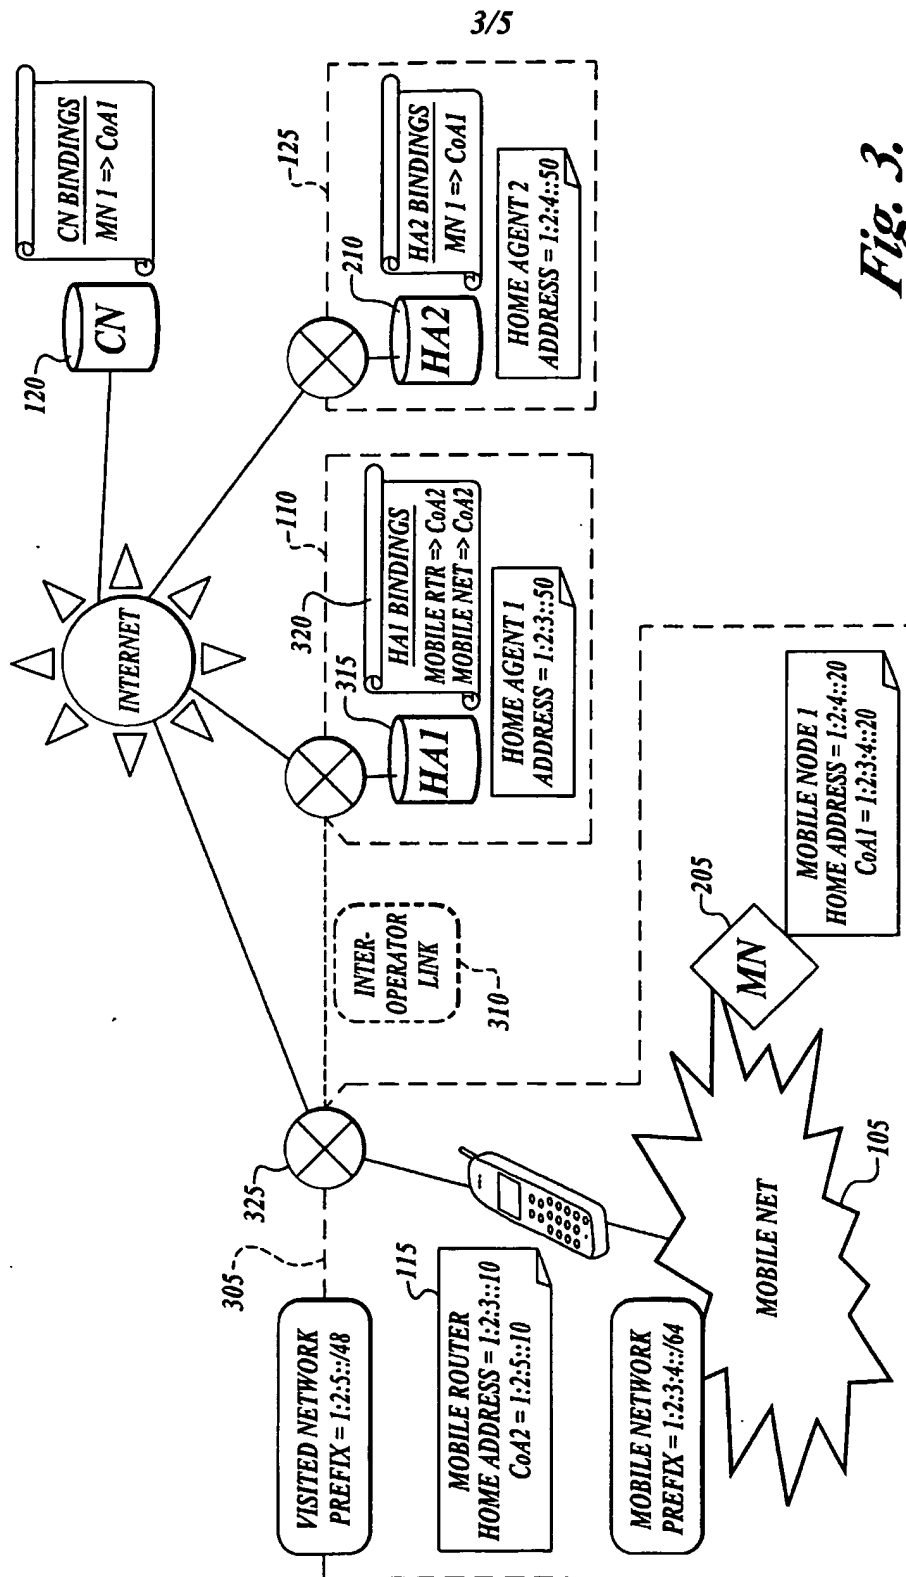 3/5
CN BINDINGS
MN 1 => CoA1
120
CN
125
HA2 BINDINGS
MN 1 => CoA1
210
HA2
HOME AGENT 2
ADDRESS = 1:2:4::50
INTERNET
110
320
HA1 BINDINGS
MOBILE RTR => CoA2
MOBILE NET => CoA2
315
HA1
HOME AGENT 1
ADDRESS = 1:2:3::50
INTER-
OPERATOR
LINK
310
325
305
VISITED NETWORK
PREFIX = 1:2:5::/48
115
MOBILE ROUTER
HOME ADDRESS = 1:2:3::10
CoA2 = 1:2:5::10
MOBILE NETWORK
PREFIX = 1:2:3:4::/64
MOBILE NET
105
205
MN
MOBILE NODE 1
HOME ADDRESS = 1:2:4::20
CoA1 = 1:2:3:4::20
Fig. 3.